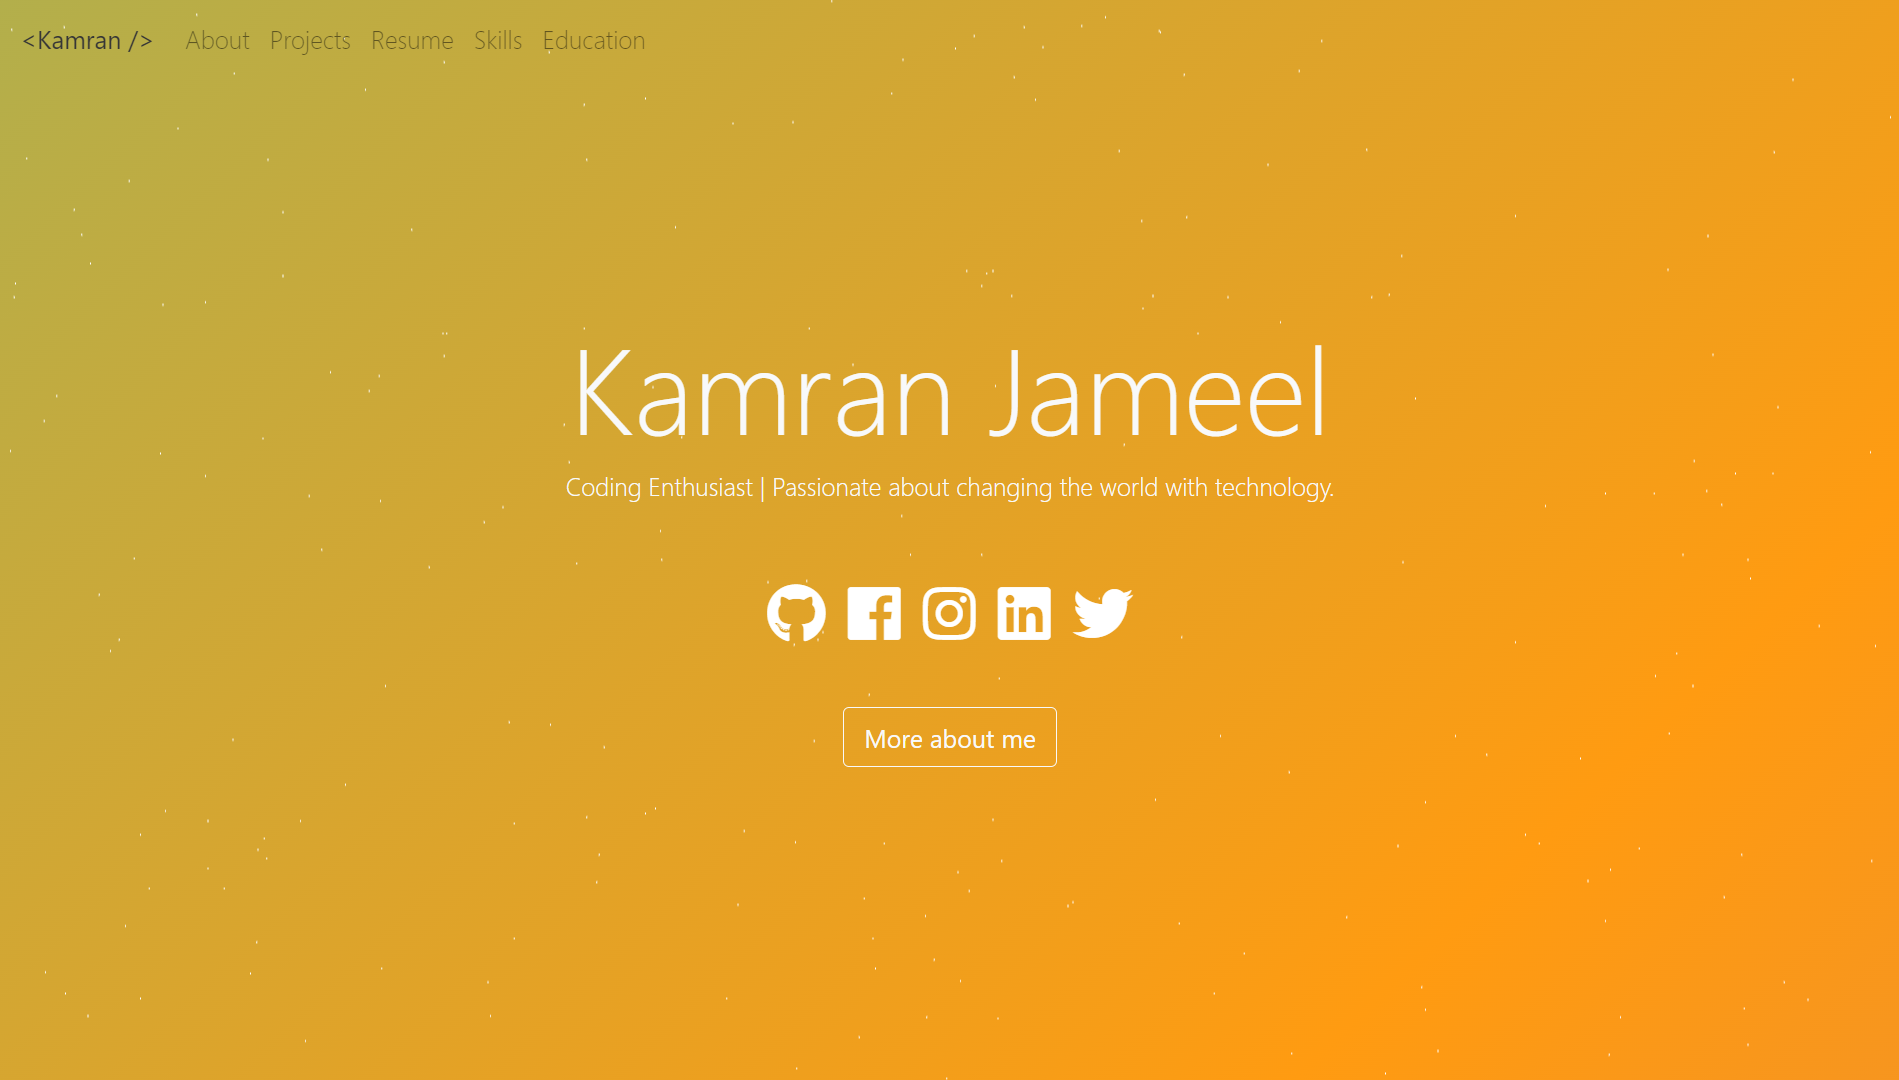 <Kamran /> About Projects Resume Skills Education
Kamran Jameel
Coding Enthusiast | Passionate about changing the world with technology.
More about me